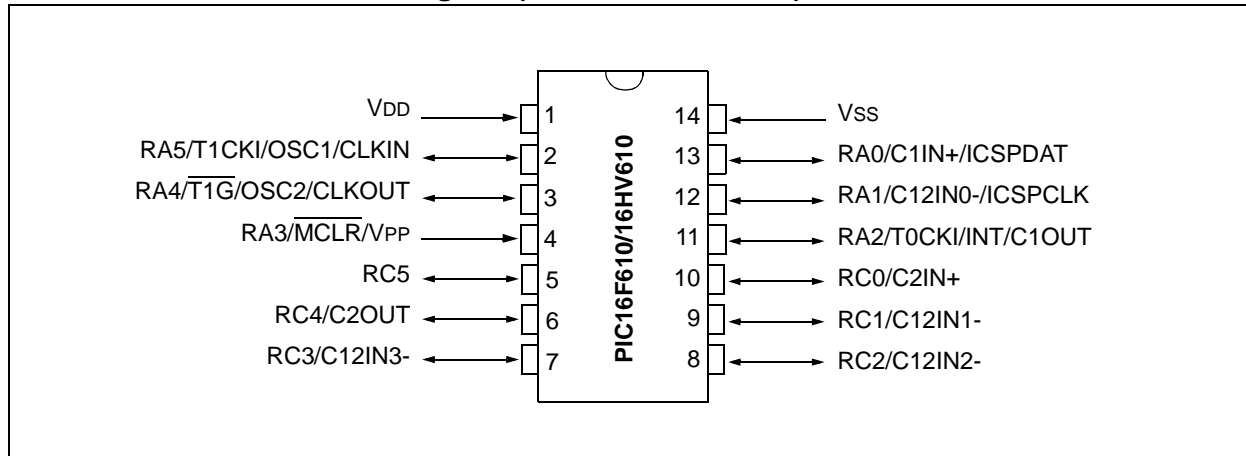 VDD 1 14 VSS
RA5/T1CKI/OSC1/CLKIN 2 13 RA0/C1IN+/ICSPDAT
RA4/T1G/OSC2/CLKOUT 3 12 RA1/C12IN0-/ICSPCLK
RA3/MCLR/VPP 4 11 RA2/T0CKI/INT/C1OUT
RC5 5 10 RC0/C2IN+
RC4/C2OUT 6 9 RC1/C12IN1-
RC3/C12IN3- 7 8 RC2/C12IN2-
PIC16F610/16HV610